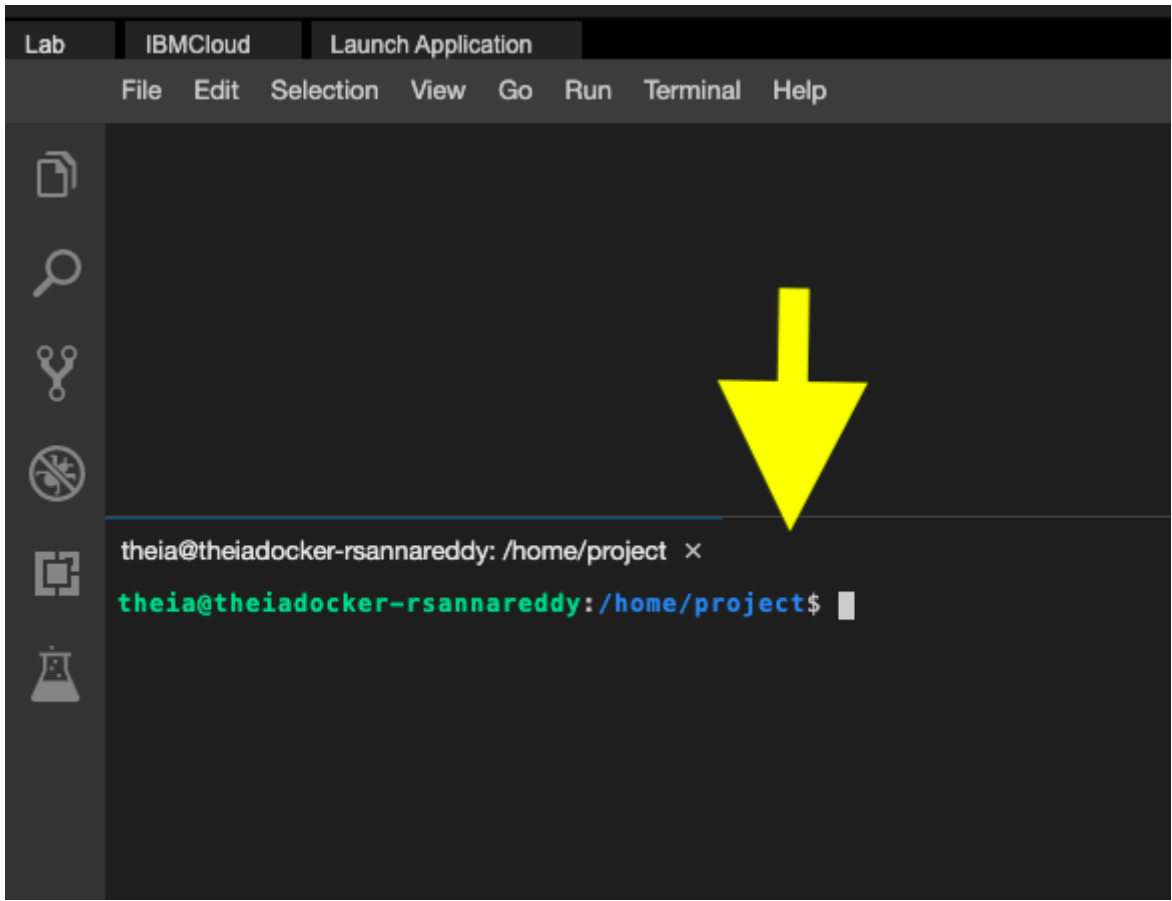 Lab IBMCloud Launch Application
File Edit Selection View Go Run Terminal Help
theia@theiadocker-rsannareddy: /home/project ×
theia@theiadocker-rsannareddy:/home/project$